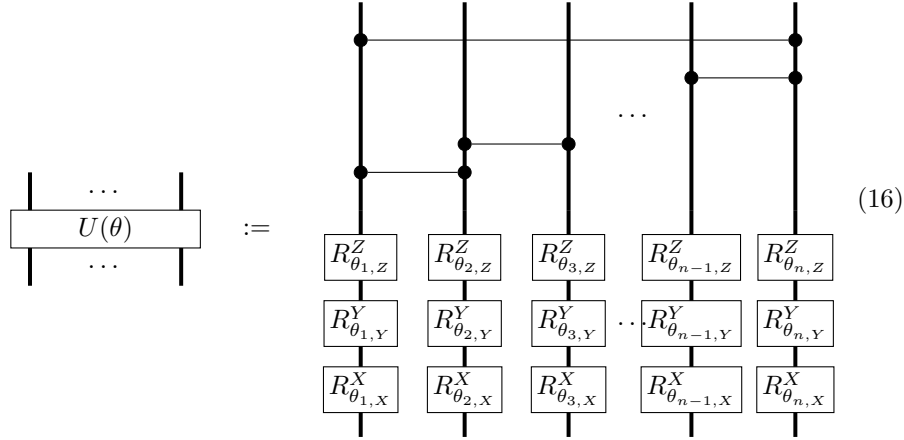 . . .
. . .
U(θ) := (16)
. . .
R^Z_{θ_{1,Z}} R^Z_{θ_{2,Z}} R^Z_{θ_{3,Z}} R^Z_{θ_{n−1,Z}} R^Z_{θ_{n,Z}}
R^Y_{θ_{1,Y}} R^Y_{θ_{2,Y}} R^Y_{θ_{3,Y}} . . . R^Y_{θ_{n−1,Y}} R^Y_{θ_{n,Y}}
R^X_{θ_{1,X}} R^X_{θ_{2,X}} R^X_{θ_{3,X}} R^X_{θ_{n−1,X}} R^X_{θ_{n,X}}